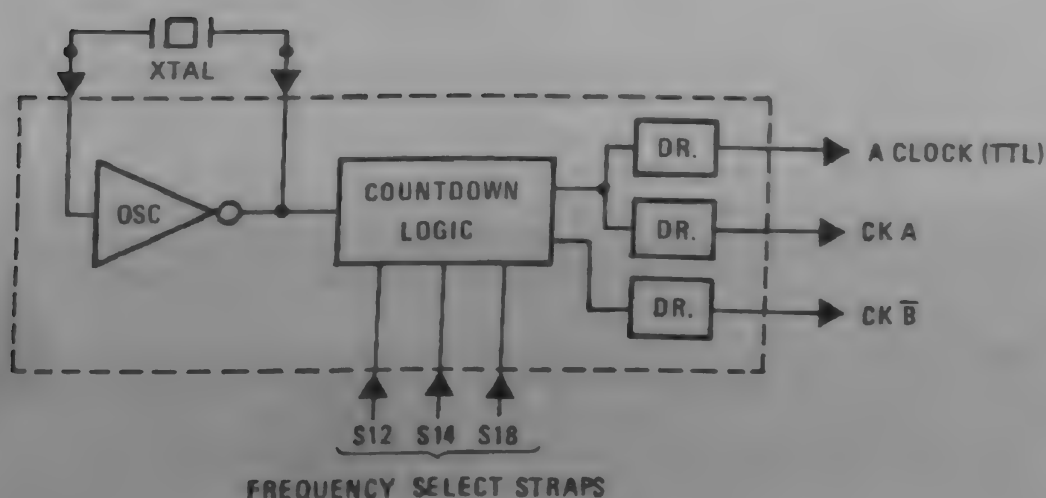 XTAL
OSC
COUNTDOWN
LOGIC
DR.
A CLOCK (TTL)
DR.
CK A
DR.
CK B̅
S12 S14 S18
FREQUENCY SELECT STRAPS